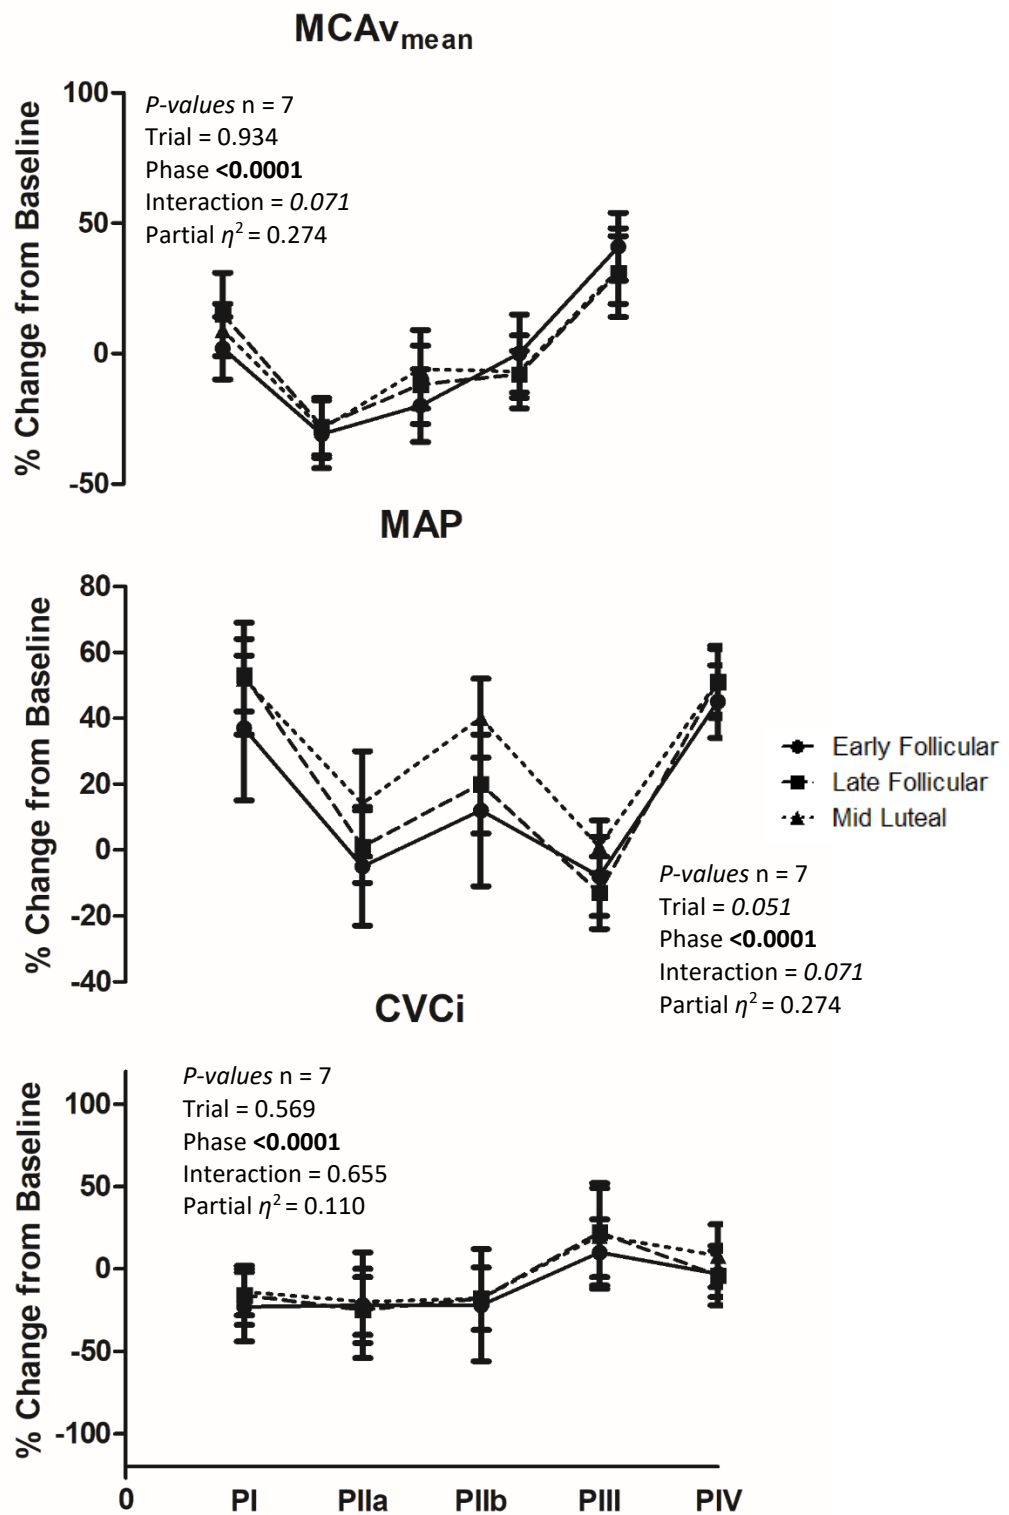 MCAvmean
% Change from Baseline
100
50
0
-50
P-values n = 7
Trial = 0.934
Phase <0.0001
Interaction = 0.071
Partial η² = 0.274
MAP
% Change from Baseline
80
60
40
20
0
-20
-40
Early Follicular
Late Follicular
Mid Luteal
P-values n = 7
Trial = 0.051
Phase <0.0001
Interaction = 0.071
Partial η² = 0.274
CVCi
% Change from Baseline
100
50
0
-50
-100
P-values n = 7
Trial = 0.569
Phase <0.0001
Interaction = 0.655
Partial η² = 0.110
0 PI PIIa PIIb PIII PIV